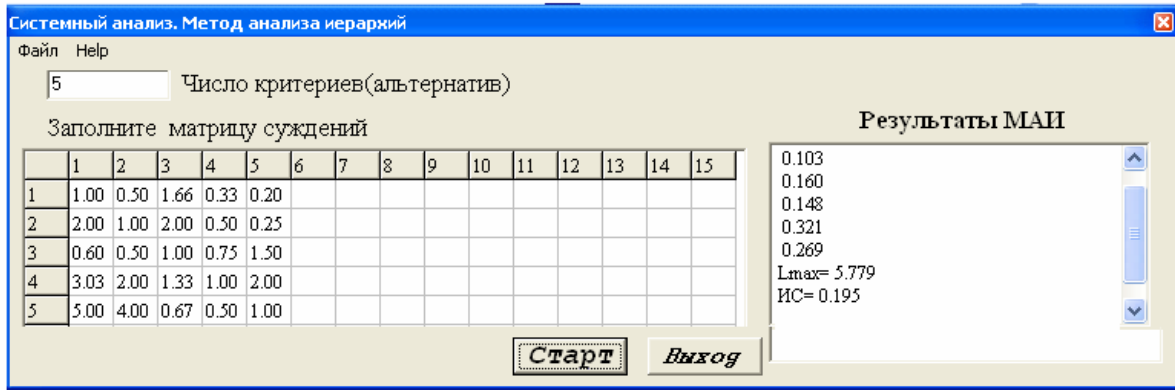 Системный анализ. Метод анализа иерархий
Файл Help
5 Число критериев(альтернатив)
Заполните матрицу суждений
1 2 3 4 5 6 7 8 9 10 11 12 13 14 15
1 1.00 0.50 1.66 0.33 0.20
2 2.00 1.00 2.00 0.50 0.25
3 0.60 0.50 1.00 0.75 1.50
4 3.03 2.00 1.33 1.00 2.00
5 5.00 4.00 0.67 0.50 1.00
Результаты МАИ
0.103
0.160
0.148
0.321
0.269
Lmax= 5.779
ИС= 0.195
Старт Выход